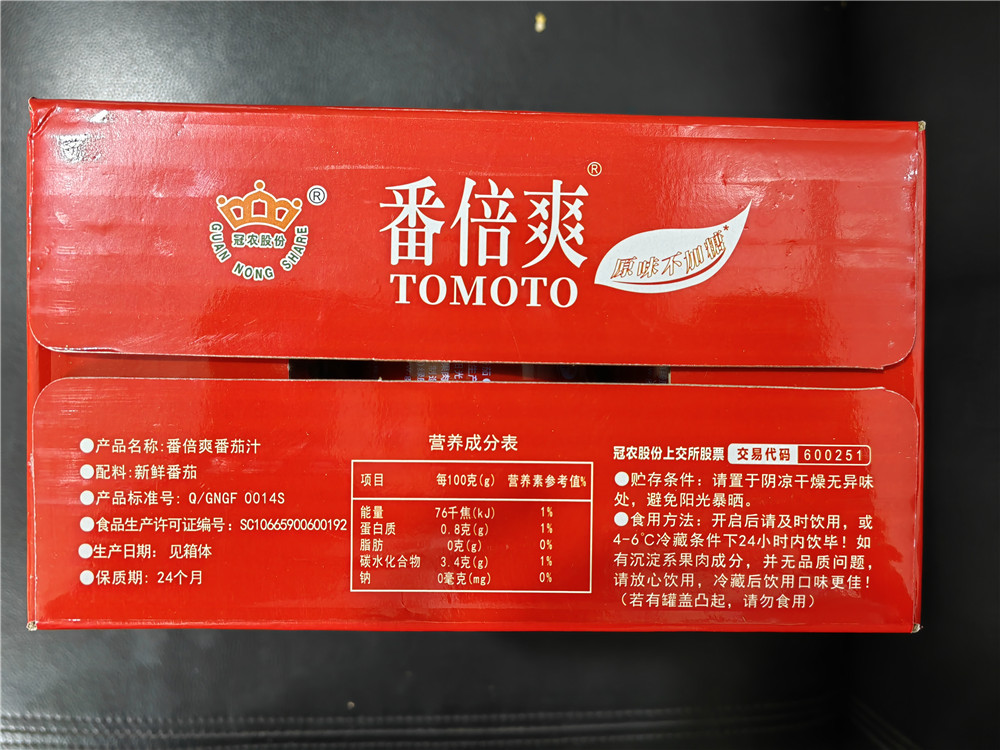 ®
冠农股份
GUAN NONG SHARE
番倍爽®
TOMOTO
原味不加糖*
●产品名称:番倍爽番茄汁
●配料:新鲜番茄
●产品标准号: Q/GNGF 0014S
●食品生产许可证编号: SC10665900600192
●生产日期: 见箱体
●保质期: 24个月
营养成分表
项目 每100克(g) 营养素参考值%
能量 76千焦(kJ) 1%
蛋白质 0.8克(g) 1%
脂肪 0克(g) 0%
碳水化合物 3.4克(g) 1%
钠 0毫克(mg) 0%
冠农股份上交所股票 交易代码 600251
●贮存条件: 请置于阴凉干燥无异味
处, 避免阳光暴晒。
●食用方法: 开启后请及时饮用, 或
4-6℃冷藏条件下24小时内饮毕! 如
有沉淀系果肉成分, 并无品质问题,
请放心饮用, 冷藏后饮用口味更佳!
(若有罐盖凸起, 请勿食用)